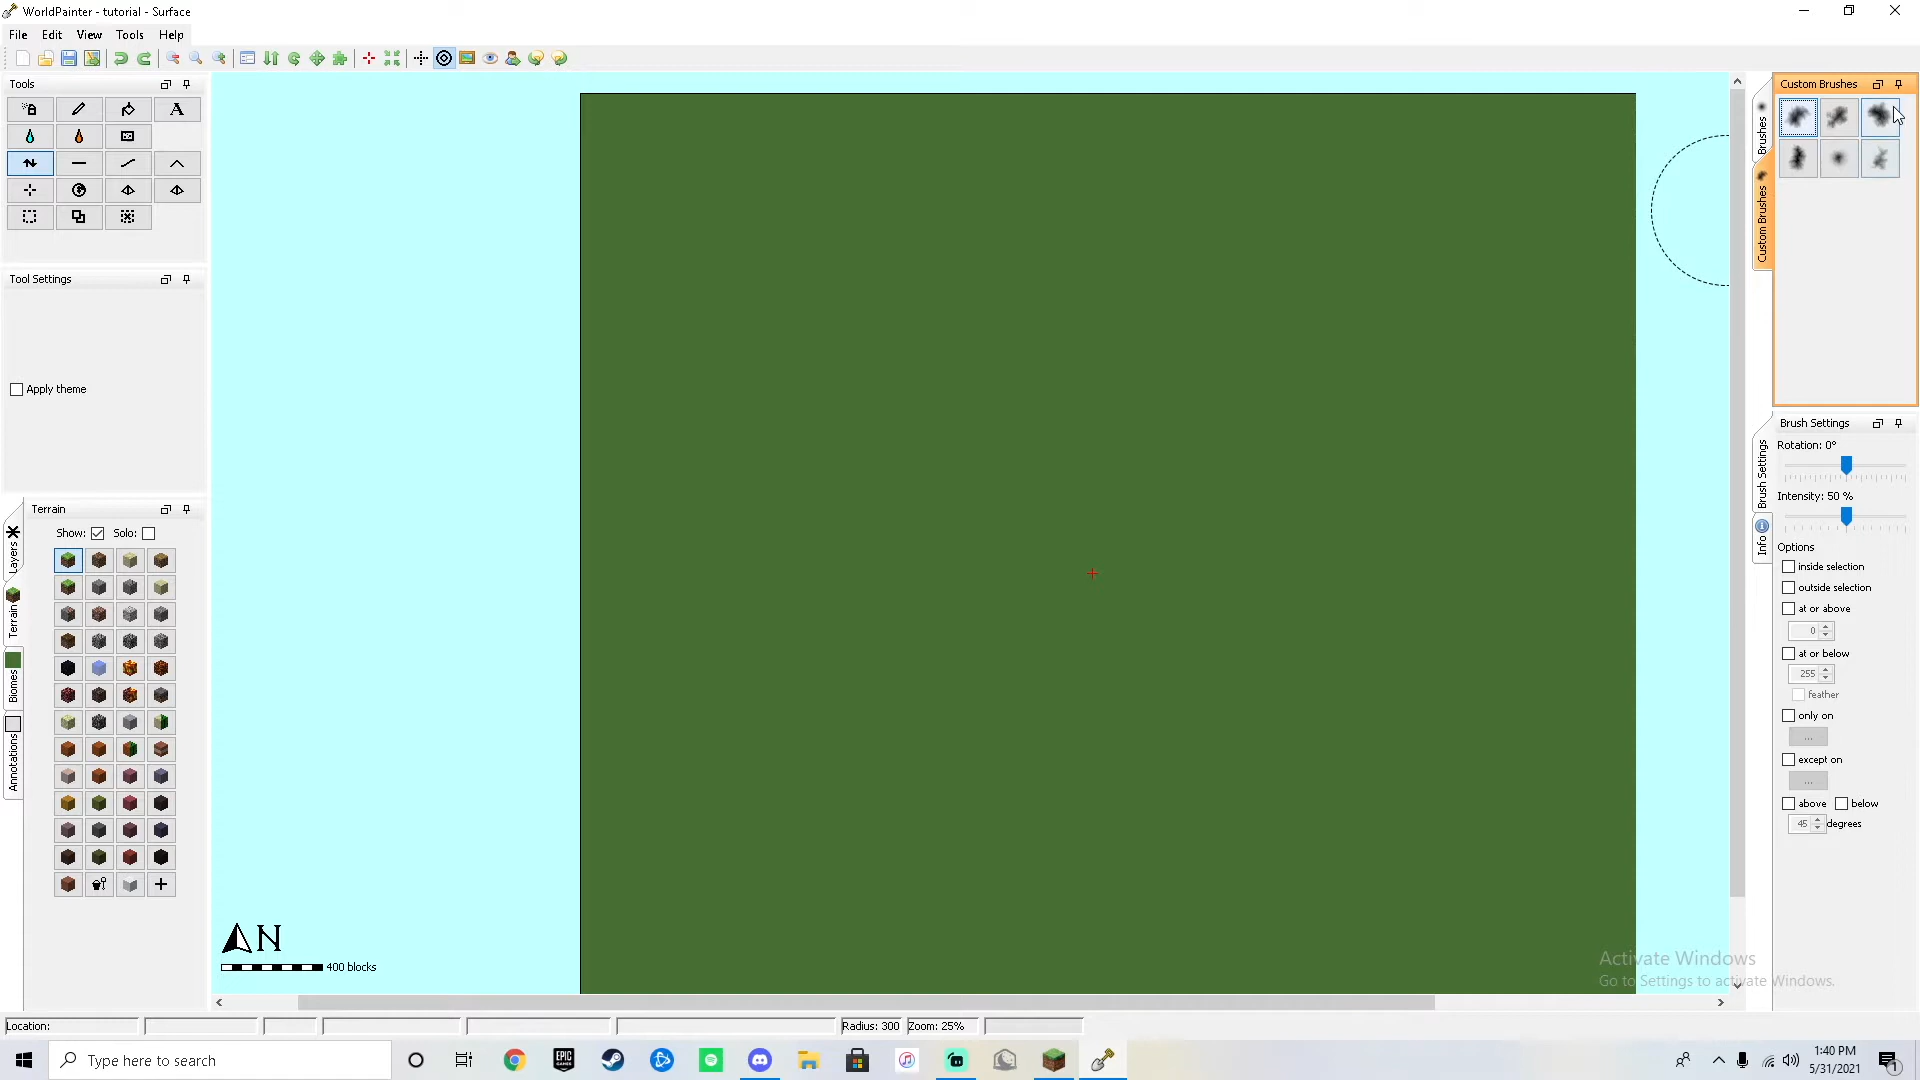 WorldPainter - tutorial - Surface
File Edit View Tools Help
Tools
A
Tool Settings
Apply theme
Terrain
Show: Solo:
Layers
Terrain
Biomes
Annotations
N
400 blocks
Brushes
Custom Brushes
Custom Brushes
Brush Settings
Info
Brush Settings
Rotation: 0°
Intensity: 50 %
Options
inside selection
outside selection
at or above
0
at or below
255
feather
only on
...
except on
...
above below
45 degrees
Activate Windows
Go to Settings to activate Windows.
Location:
Radius: 300 Zoom: 25%
Type here to search
EPIC GAMES
1:40 PM
5/31/2021
1